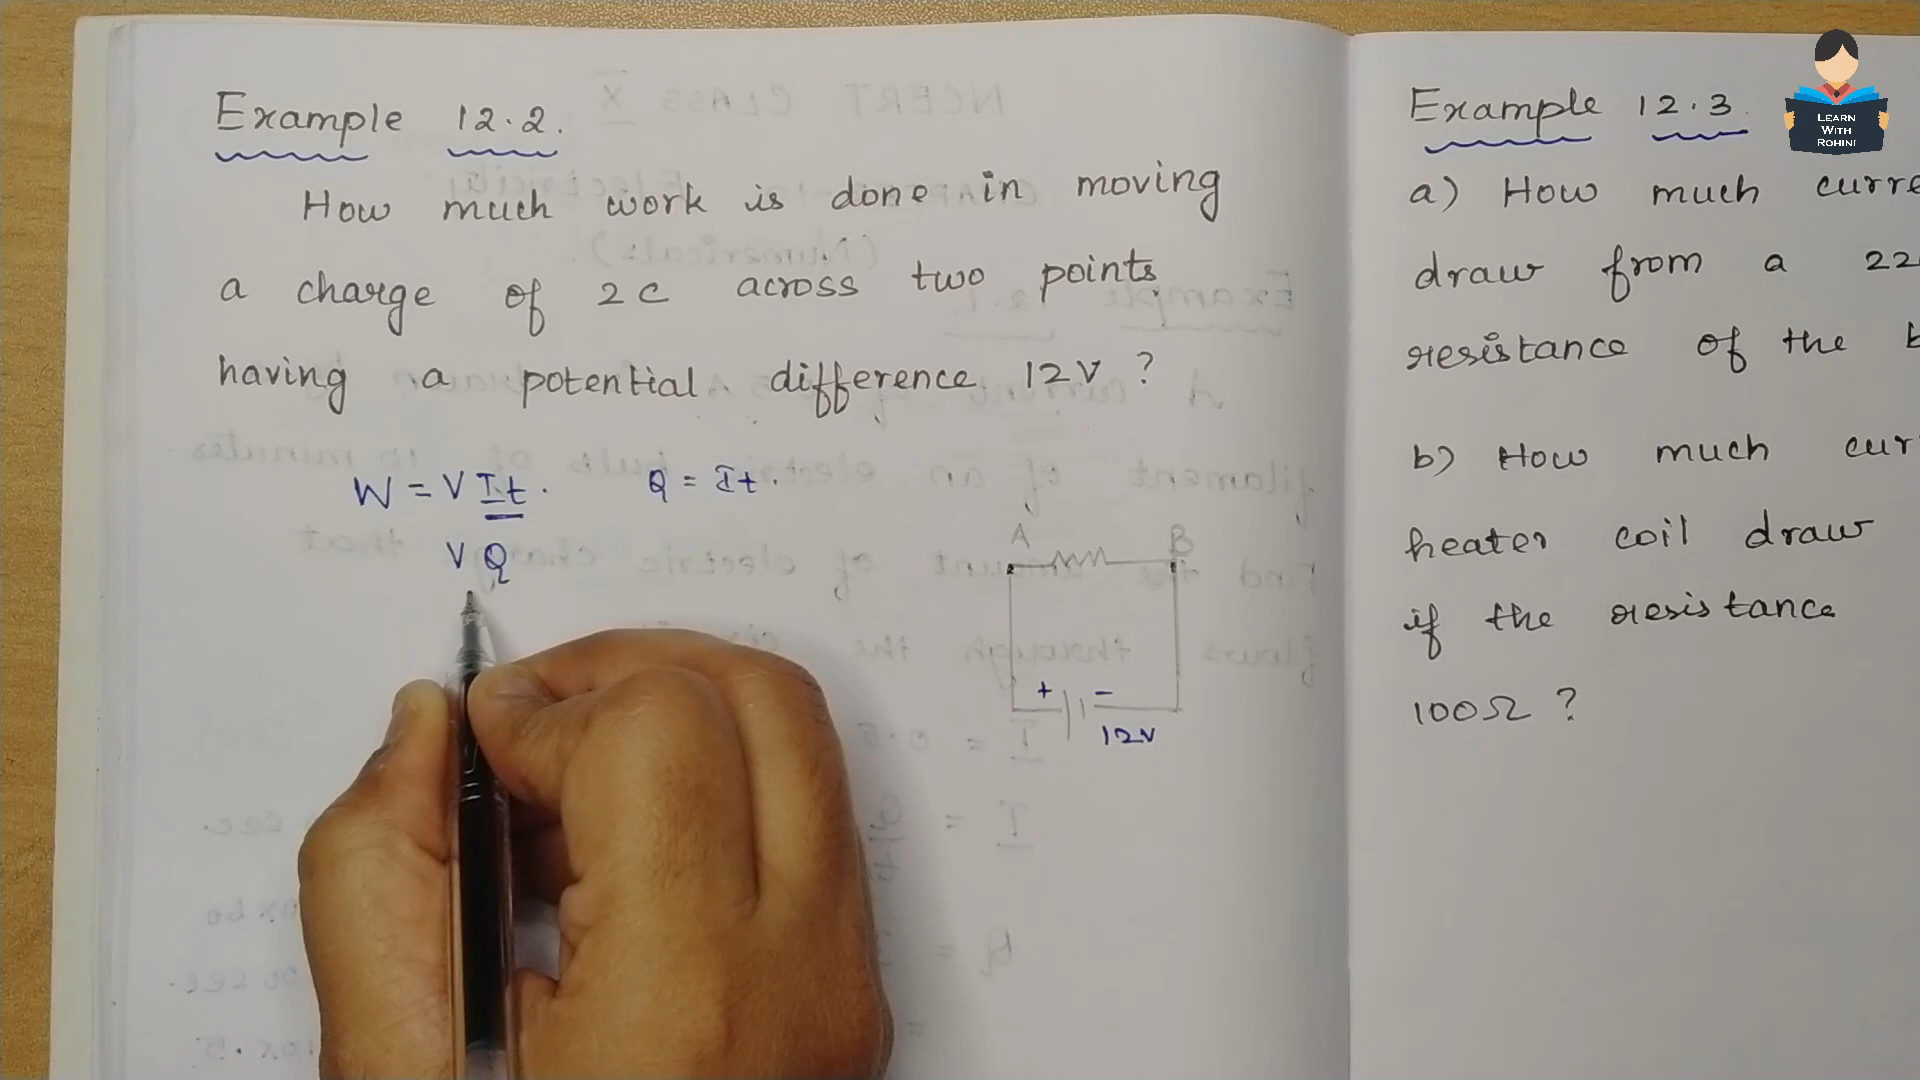 Example 12.2.
How much work is done in moving
a charge of 2C across two points
having a potential difference 12V ?
W = V It .
Q = It.
V Q
A
B
+
-
12V
Example 12.3.
a) How much
draw from a
resistance of the
b) How much
heater coil draw
if the resistance
100Ω ?
LEARN
WITH
ROHINI